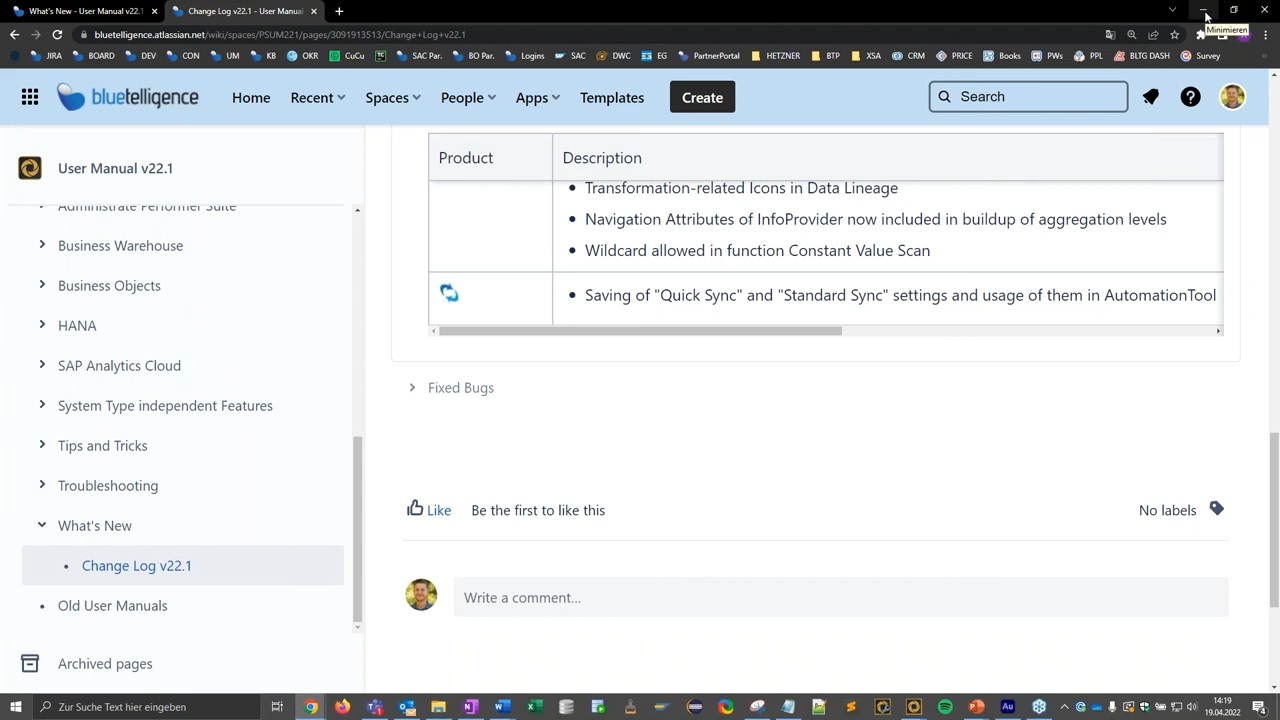 What's New - User Manual v22.1
Change Log v22.1 - User Manual
Minimieren
bluetelligence.atlassian.net/wiki/spaces/PSUM221/pages/3091913513/Change+Log+v22.1
JIRA
DASHBOARD
DEV
CON
UM
KB
ORP
CuCu
BC Port.
BO Port.
Logins
SAC
DWC
EG
PartnerPortal
HETZNER
BTP
XSA
CRM
PRICE
Books
PWs
PPL
BLTG DASH
Survey
bluetelligence
Home
Recent
Spaces
People
Apps
Templates
Create
Search
User Manual v22.1
Administrate Performer Suite
Business Warehouse
Business Objects
HANA
SAP Analytics Cloud
System Type independent Features
Tips and Tricks
Troubleshooting
What's New
Change Log v22.1
Old User Manuals
Archived pages
Product
Description
Transformation-related Icons in Data Lineage
Navigation Attributes of InfoProvider now included in buildup of aggregation levels
Wildcard allowed in function Constant Value Scan
Saving of "Quick Sync" and "Standard Sync" settings and usage of them in AutomationTool
Fixed Bugs
Like
Be the first to like this
No labels
Write a comment...
Zur Suche Text hier eingeben
14:19
19.04.2022